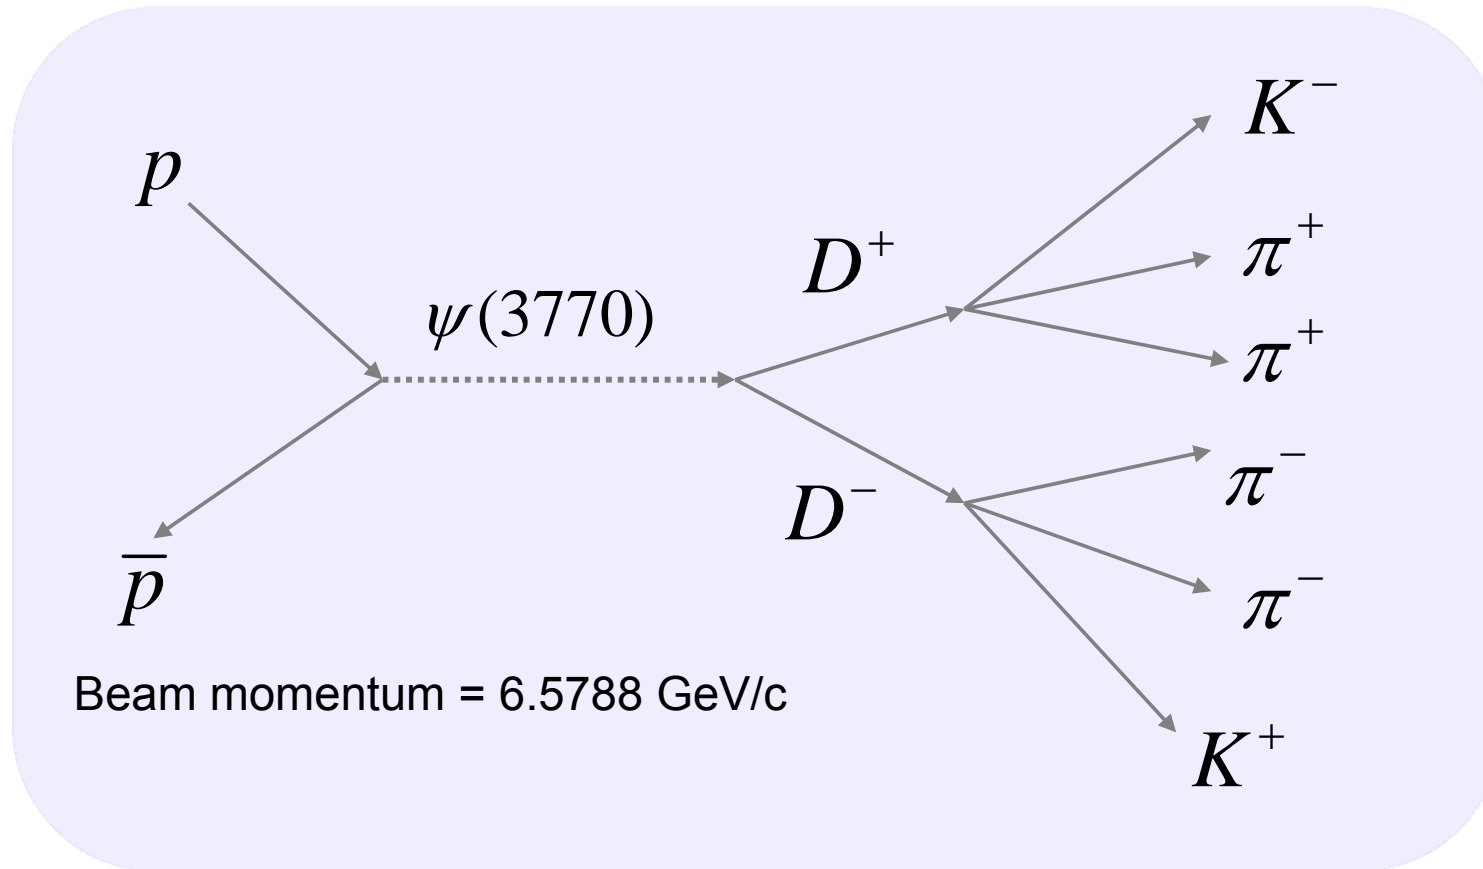 K⁻
p
π⁺
D⁺
ψ(3770)
π⁺
π⁻
D⁻
p̅
π⁻
Beam momentum = 6.5788 GeV/c
K⁺